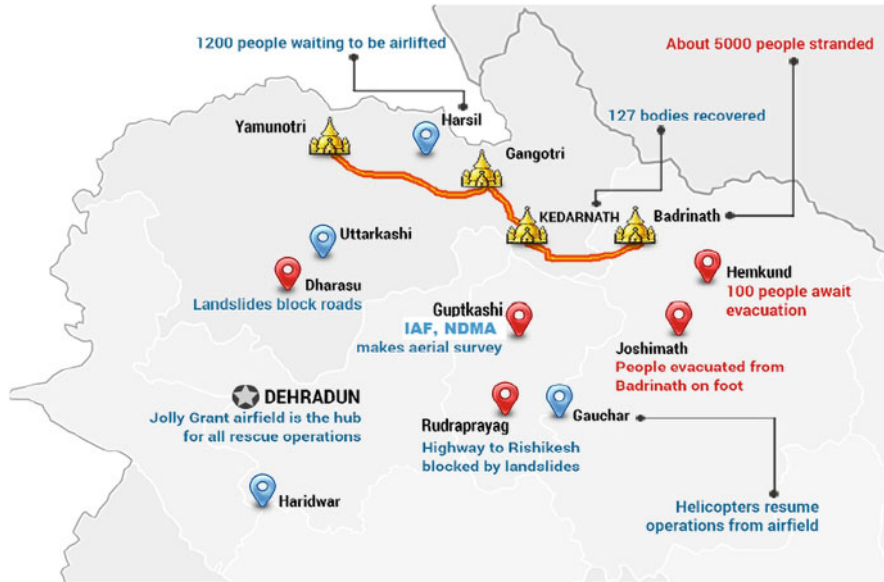 1200 people waiting to be airlifted
About 5000 people stranded
Harsil
127 bodies recovered
Yamunotri
Gangotri
KEDARNATH
Badrinath
Uttarkashi
Dharasu
Landslides block roads
Hemkund
100 people await
evacuation
Guptkashi
IAF, NDMA
makes aerial survey
Joshimath
People evacuated from
Badrinath on foot
DEHRADUN
Jolly Grant airfield is the hub
for all rescue operations
Rudraprayag
Highway to Rishikesh
blocked by landslides
Gauchar
Haridwar
Helicopters resume
operations from airfield